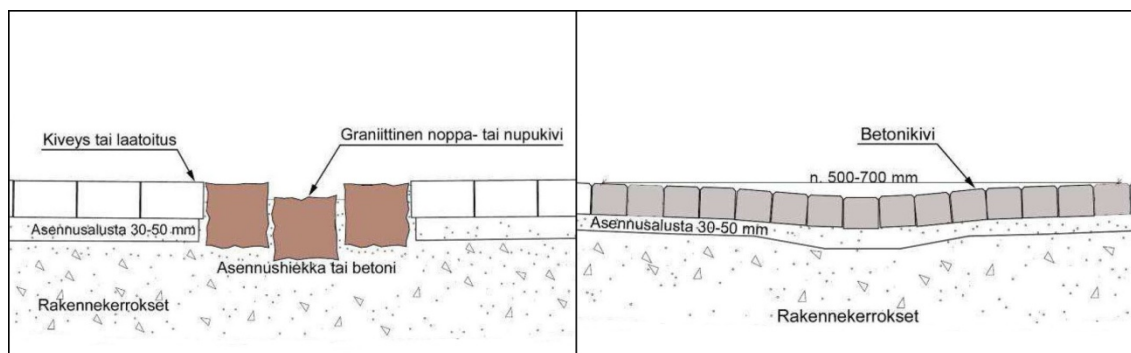 Kiveys tai laatoitus
Graniittinen noppa- tai nupukivi
Asennusalusta 30-50 mm
Asennushiekka tai betoni
Rakennekerrokset
Betonikivi
n. 500-700 mm
Asennusalusta 30-50 mm
Rakennekerrokset